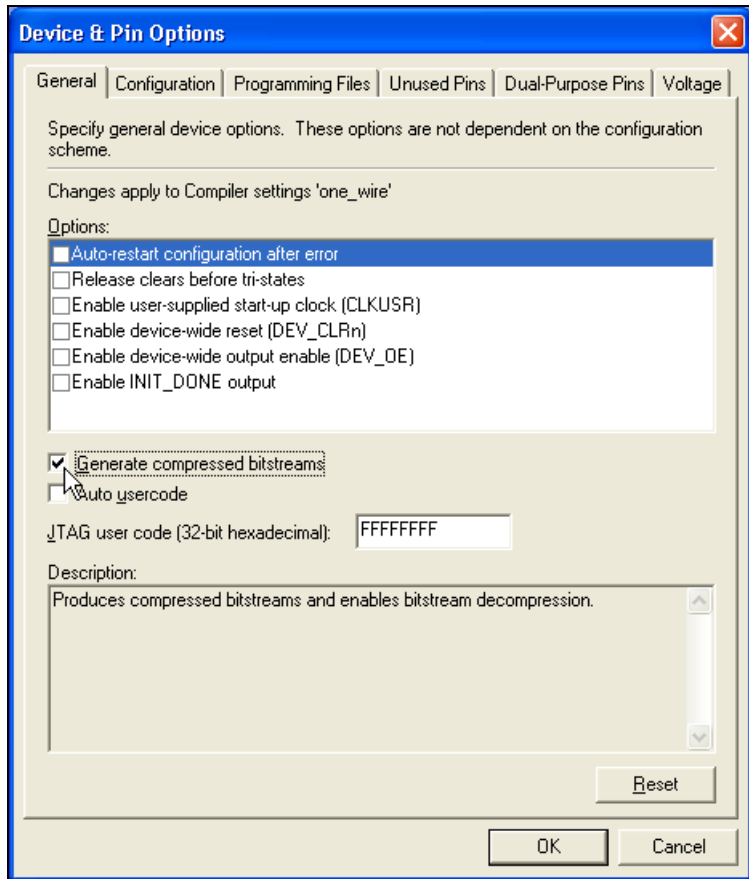 Device & Pin Options
General Configuration Programming Files Unused Pins Dual-Purpose Pins Voltage
Specify general device options. These options are not dependent on the configuration
scheme.
Changes apply to Compiler settings 'one_wire'
Options:
Auto-restart configuration after error
Release clears before tri-states
Enable user-supplied start-up clock (CLKUSR)
Enable device-wide reset (DEV_CLRn)
Enable device-wide output enable (DEV_OE)
Enable INIT_DONE output
Generate compressed bitstreams
Auto usercode
JTAG user code (32-bit hexadecimal): FFFFFFFF
Description:
Produces compressed bitstreams and enables bitstream decompression.
Reset
OK Cancel